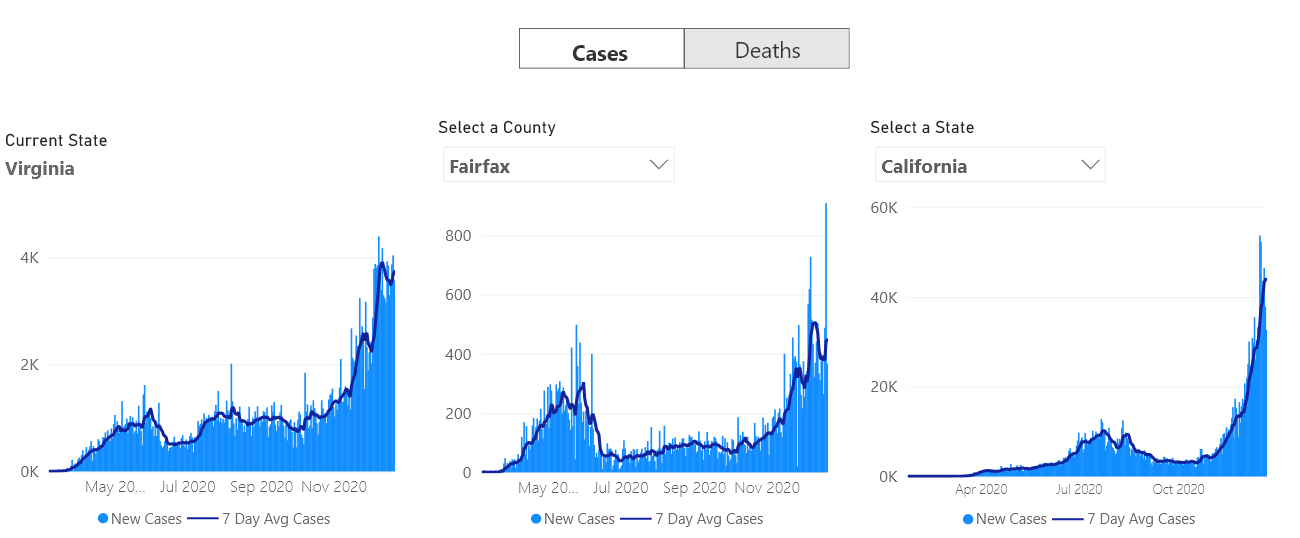 Cases Deaths
Current State
Virginia
4K
2K
0K
May 20... Jul 2020 Sep 2020 Nov 2020
New Cases 7 Day Avg Cases
Select a County
Fairfax
800
600
400
200
0
May 20... Jul 2020 Sep 2020 Nov 2020
New Cases 7 Day Avg Cases
Select a State
California
60K
40K
20K
0K
Apr 2020 Jul 2020 Oct 2020
New Cases 7 Day Avg Cases